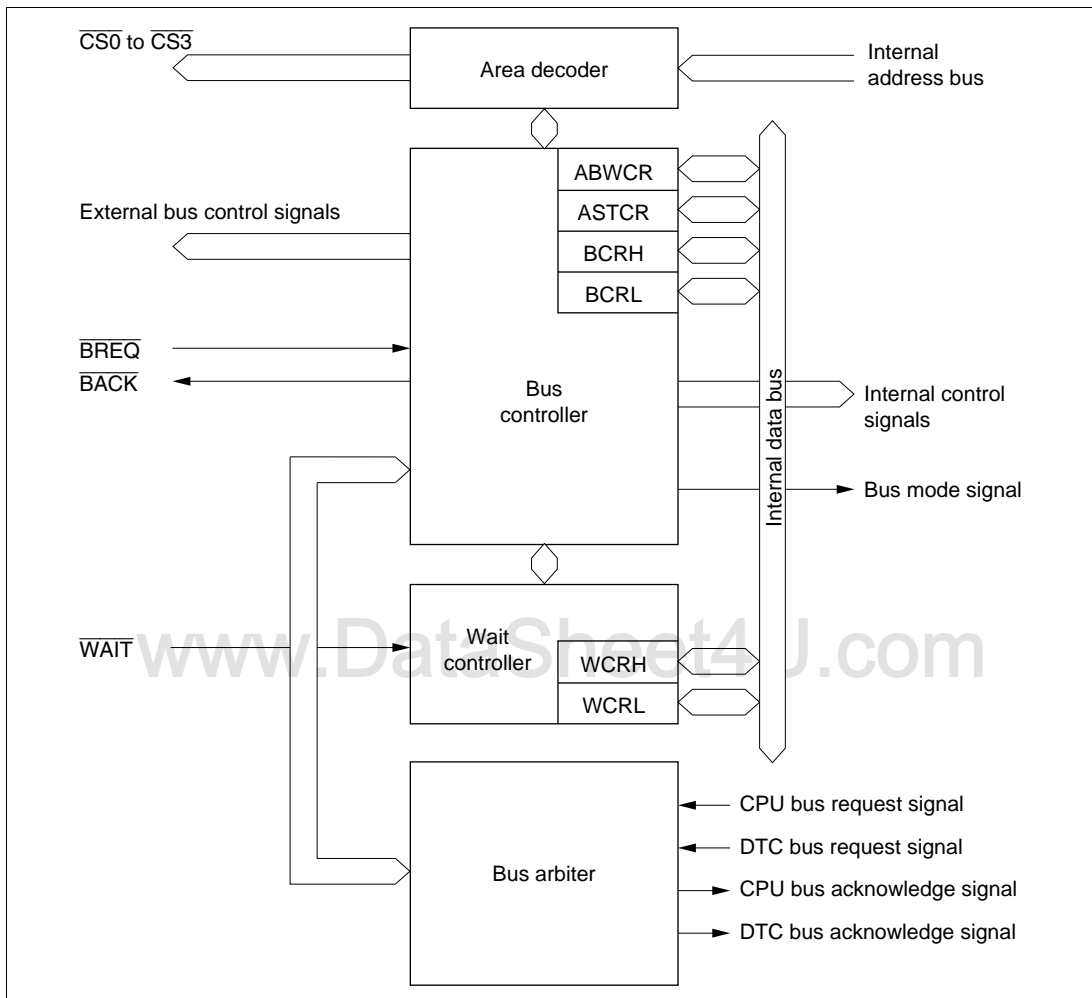 CS0 to CS3
Area decoder
Internal
address bus
ABWCR
ASTCR
BCRH
BCRL
External bus control signals
BREQ
BACK
Bus
controller
Internal control
signals
Internal data bus
Bus mode signal
WAIT
Wait
controller
WCRH
WCRL
www.DataSheet4U.com
Bus arbiter
CPU bus request signal
DTC bus request signal
CPU bus acknowledge signal
DTC bus acknowledge signal